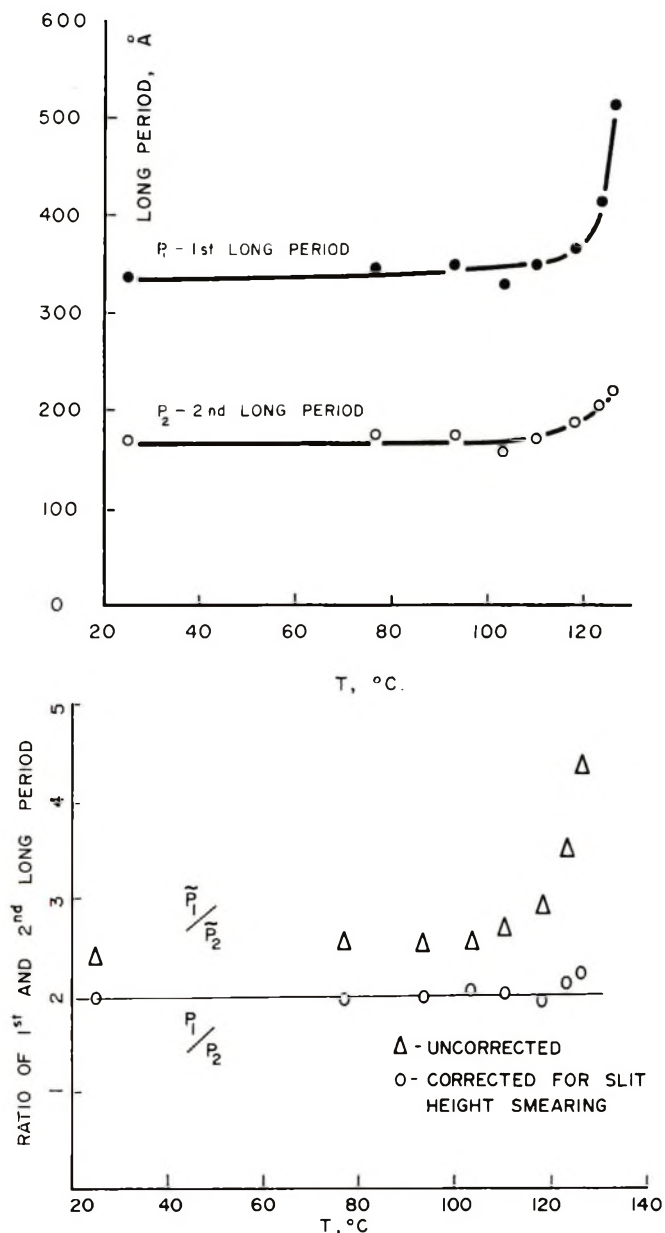 600
500
400
300
200
100
0
LONG PERIOD, Å
P₁ - 1st LONG PERIOD
P₂ - 2nd LONG PERIOD
20 40 60 80 100 120
T, °C.
5
4
3
2
1
RATIO OF 1st AND 2nd LONG PERIOD
P̃₁/P̃₂
P₁/P₂
Δ - UNCORRECTED
O - CORRECTED FOR SLIT
HEIGHT SMEARING
20 40 60 80 100 120 140
T, °C